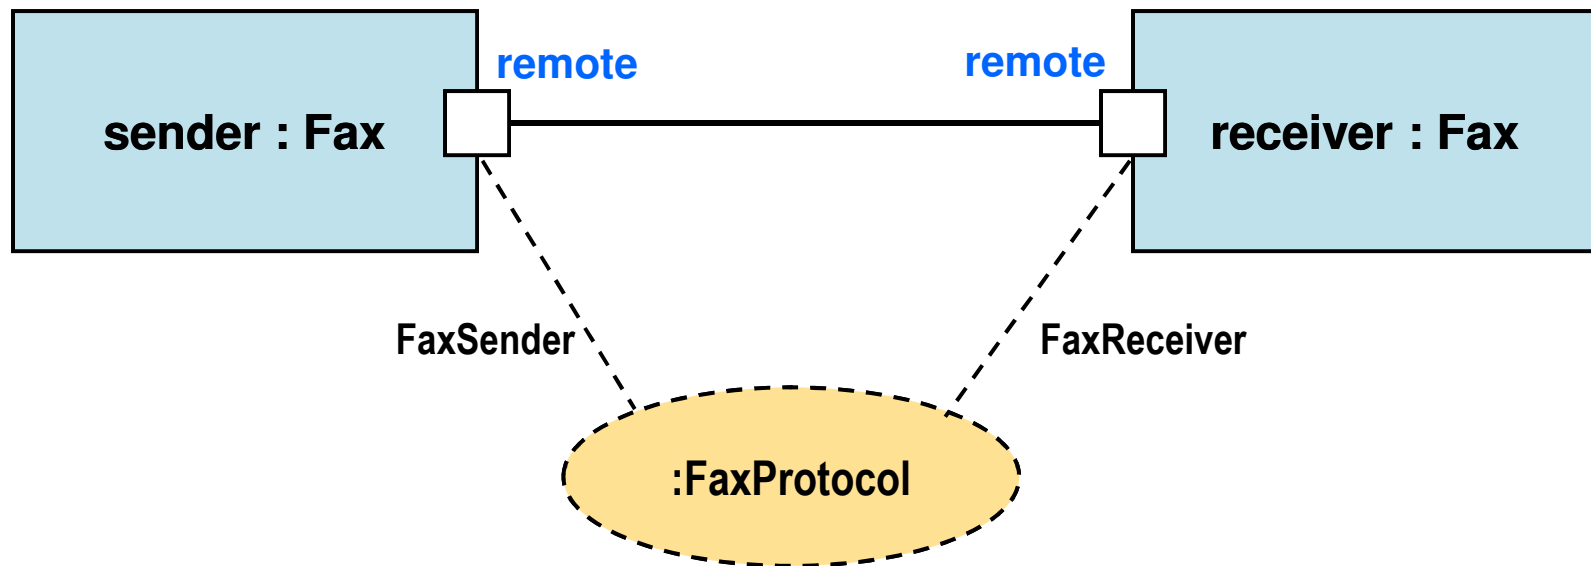 remote
remote
sender : Fax
receiver : Fax
FaxSender
FaxReceiver
:FaxProtocol